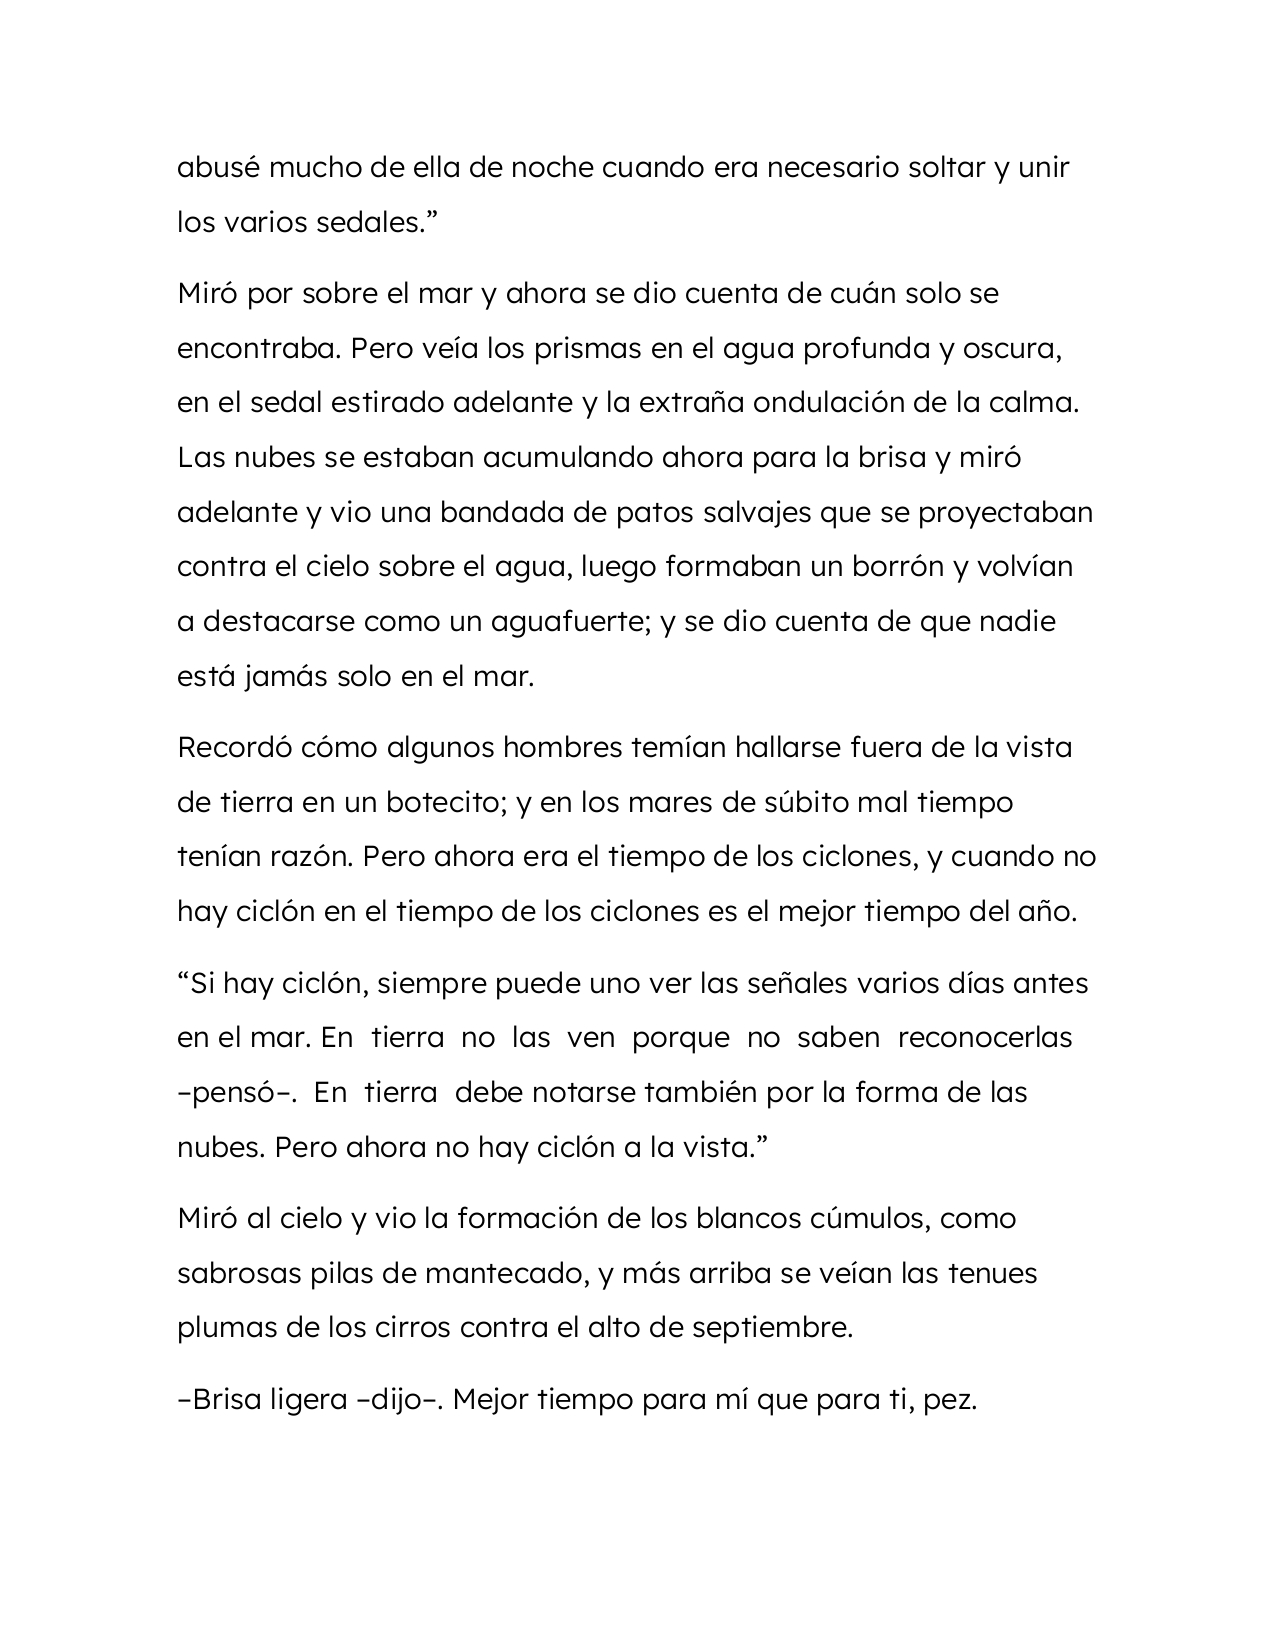 abusé mucho de ella de noche cuando era necesario soltar y unir
los varios sedales.”
Miró por sobre el mar y ahora se dio cuenta de cuán solo se
encontraba. Pero veía los prismas en el agua profunda y oscura,
en el sedal estirado adelante y la extraña ondulación de la calma.
Las nubes se estaban acumulando ahora para la brisa y miró
adelante y vio una bandada de patos salvajes que se proyectaban
contra el cielo sobre el agua, luego formaban un borrón y volvían
a destacarse como un aguafuerte; y se dio cuenta de que nadie
está jamás solo en el mar.
Recordó cómo algunos hombres temían hallarse fuera de la vista
de tierra en un botecito; y en los mares de súbito mal tiempo
tenían razón. Pero ahora era el tiempo de los ciclones, y cuando no
hay ciclón en el tiempo de los ciclones es el mejor tiempo del año.
“Si hay ciclón, siempre puede uno ver las señales varios días antes
en el mar. En tierra no las ven porque no saben reconocerlas
–pensó–. En tierra debe notarse también por la forma de las
nubes. Pero ahora no hay ciclón a la vista.”
Miró al cielo y vio la formación de los blancos cúmulos, como
sabrosas pilas de mantecado, y más arriba se veían las tenues
plumas de los cirros contra el alto de septiembre.
–Brisa ligera –dijo–. Mejor tiempo para mí que para ti, pez.